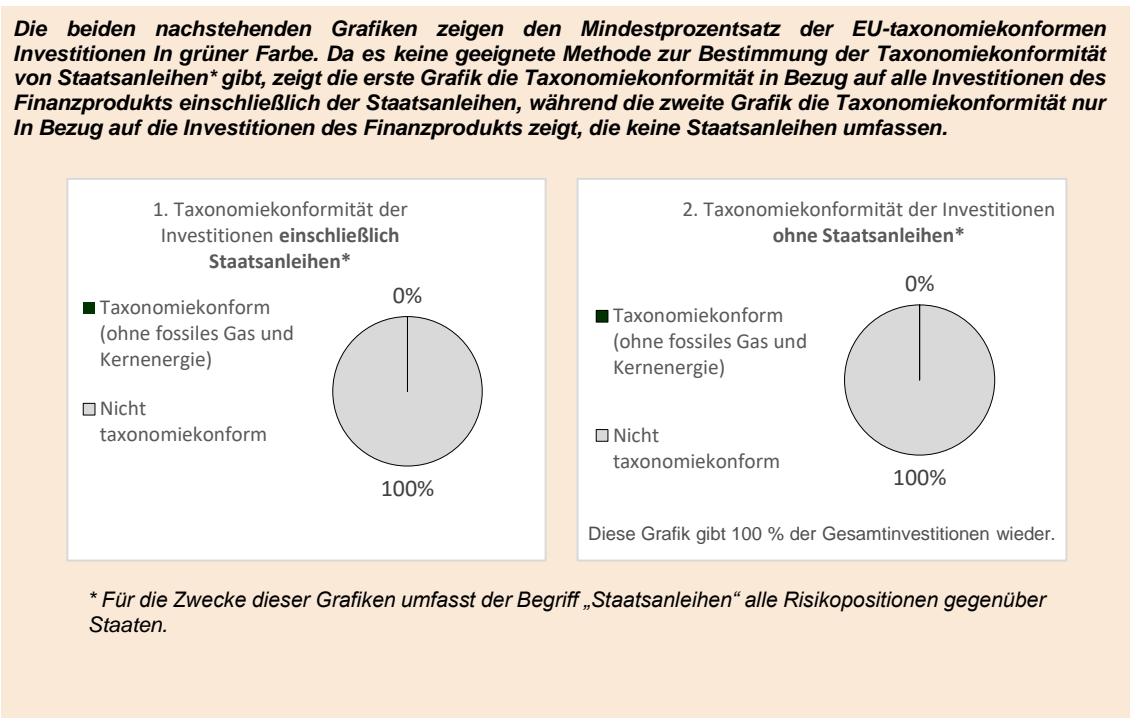 Die beiden nachstehenden Grafiken zeigen den Mindestprozentsatz der EU-taxonomiekonformen
Investitionen In grüner Farbe. Da es keine geeignete Methode zur Bestimmung der Taxonomiekonformität
von Staatsanleihen* gibt, zeigt die erste Grafik die Taxonomiekonformität in Bezug auf alle Investitionen des
Finanzprodukts einschließlich der Staatsanleihen, während die zweite Grafik die Taxonomiekonformität nur
In Bezug auf die Investitionen des Finanzprodukts zeigt, die keine Staatsanleihen umfassen.
1. Taxonomiekonformität der
Investitionen einschließlich
Staatsanleihen*
0%
Taxonomiekonform
(ohne fossiles Gas und
Kernenergie)
Nicht
taxonomiekonform
100%
2. Taxonomiekonformität der Investitionen
ohne Staatsanleihen*
0%
Taxonomiekonform
(ohne fossiles Gas und
Kernenergie)
Nicht
taxonomiekonform
100%
Diese Grafik gibt 100 % der Gesamtinvestitionen wieder.
* Für die Zwecke dieser Grafiken umfasst der Begriff „Staatsanleihen“ alle Risikopositionen gegenüber
Staaten.